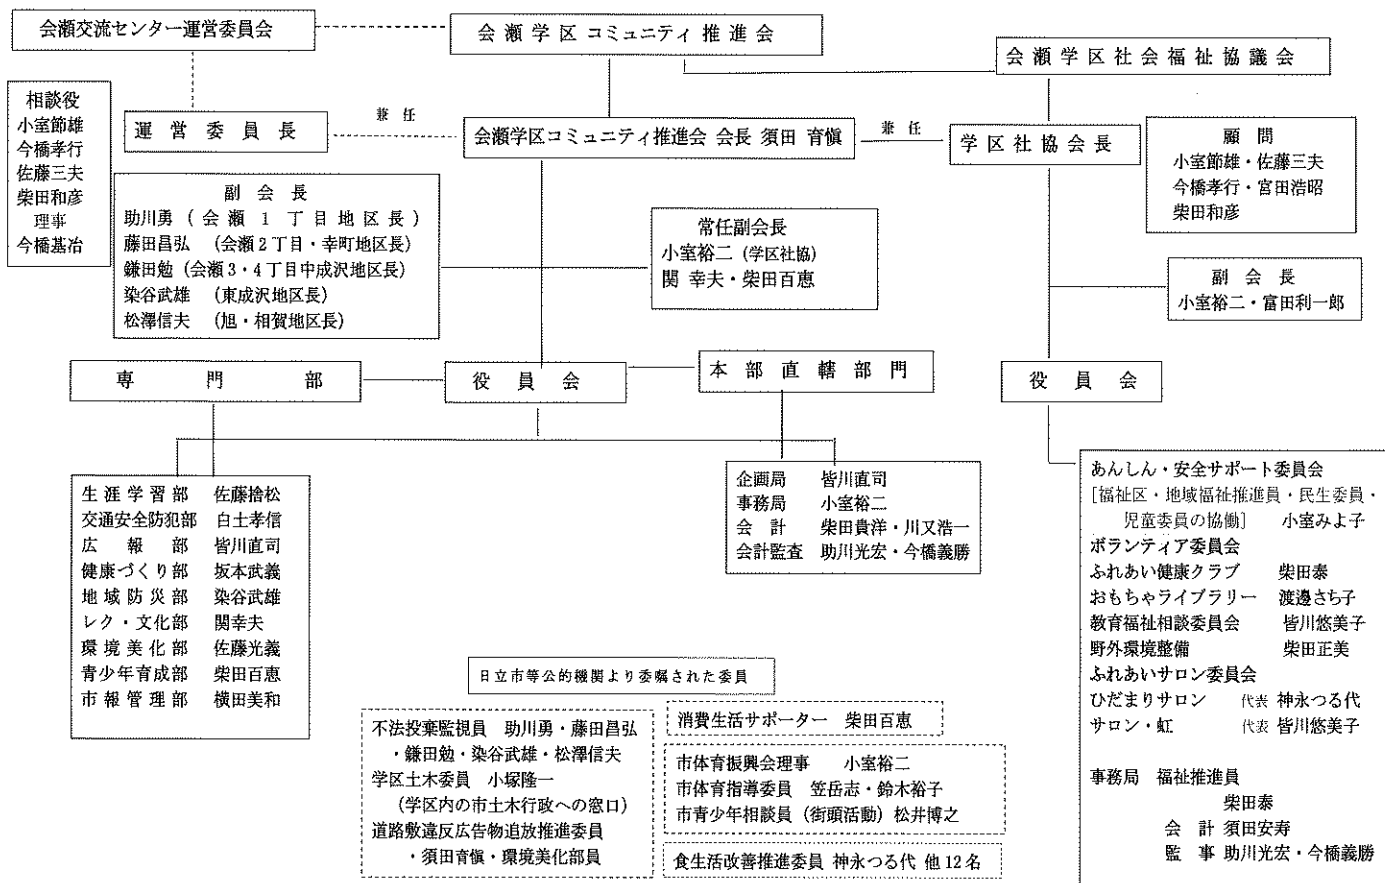 会瀬交流センター運営委員会
会瀬学区コミュニティ推進会
会瀬学区社会福祉協議会
相談役
小室節雄
今橋孝行
佐藤三夫
柴田和彦
理事
今橋基冶
運営委員長
兼任
会瀬学区コミュニティ推進会 会長 須田 育愼
兼任
学区社協会長
顧問
小室節雄・佐藤三夫
今橋孝行・宮田浩昭
柴田和彦
副会長
助川勇（会瀬１丁目地区長）
藤田昌弘 （会瀬２丁目・幸町地区長）
鎌田勉（会瀬３・４丁目中成沢地区長）
染谷武雄 （東成沢地区長）
松澤信夫 （旭・相賀地区長）
常任副会長
小室裕二（学区社協）
関 幸夫・柴田百恵
副会長
小室裕二・富田利一郎
専門部
役員会
本部直轄部門
役員会
生涯学習部 佐藤捨松
交通安全防犯部 白土孝信
広報部 皆川直司
健康づくり部 坂本武義
地域防災部 染谷武雄
レク・文化部 関幸夫
環境美化部 佐藤光義
青少年育成部 柴田百恵
市報管理部 横田美和
企画局 皆川直司
事務局 小室裕二
会計 柴田貴洋・川又浩一
会計監査 助川光宏・今橋義勝
あんしん・安全サポート委員会
[福祉区・地域福祉推進員・民生委員・
児童委員の協働] 小室みよ子
ボランティア委員会
ふれあい健康クラブ 柴田泰
おもちゃライブラリー 渡邊さち子
教育福祉相談委員会 皆川悠美子
野外環境整備 柴田正美
ふれあいサロン委員会
ひだまりサロン 代表 神永つる代
サロン・虹 代表 皆川悠美子
事務局 福祉推進員
柴田泰
会計 須田安寿
監事 助川光宏・今橋義勝
日立市等公的機関より委嘱された委員
不法投棄監視員 助川勇・藤田昌弘
・鎌田勉・染谷武雄・松澤信夫
学区土木委員 小塚隆一
（学区内の市土木行政への窓口）
道路敷違反広告物追放推進委員
・須田育愼・環境美化部員
消費生活サポーター 柴田百恵
市体育振興会理事 小室裕二
市体育指導委員 笠岳志・鈴木裕子
市青少年相談員（街頭活動）松井博之
食生活改善推進委員 神永つる代 他12名